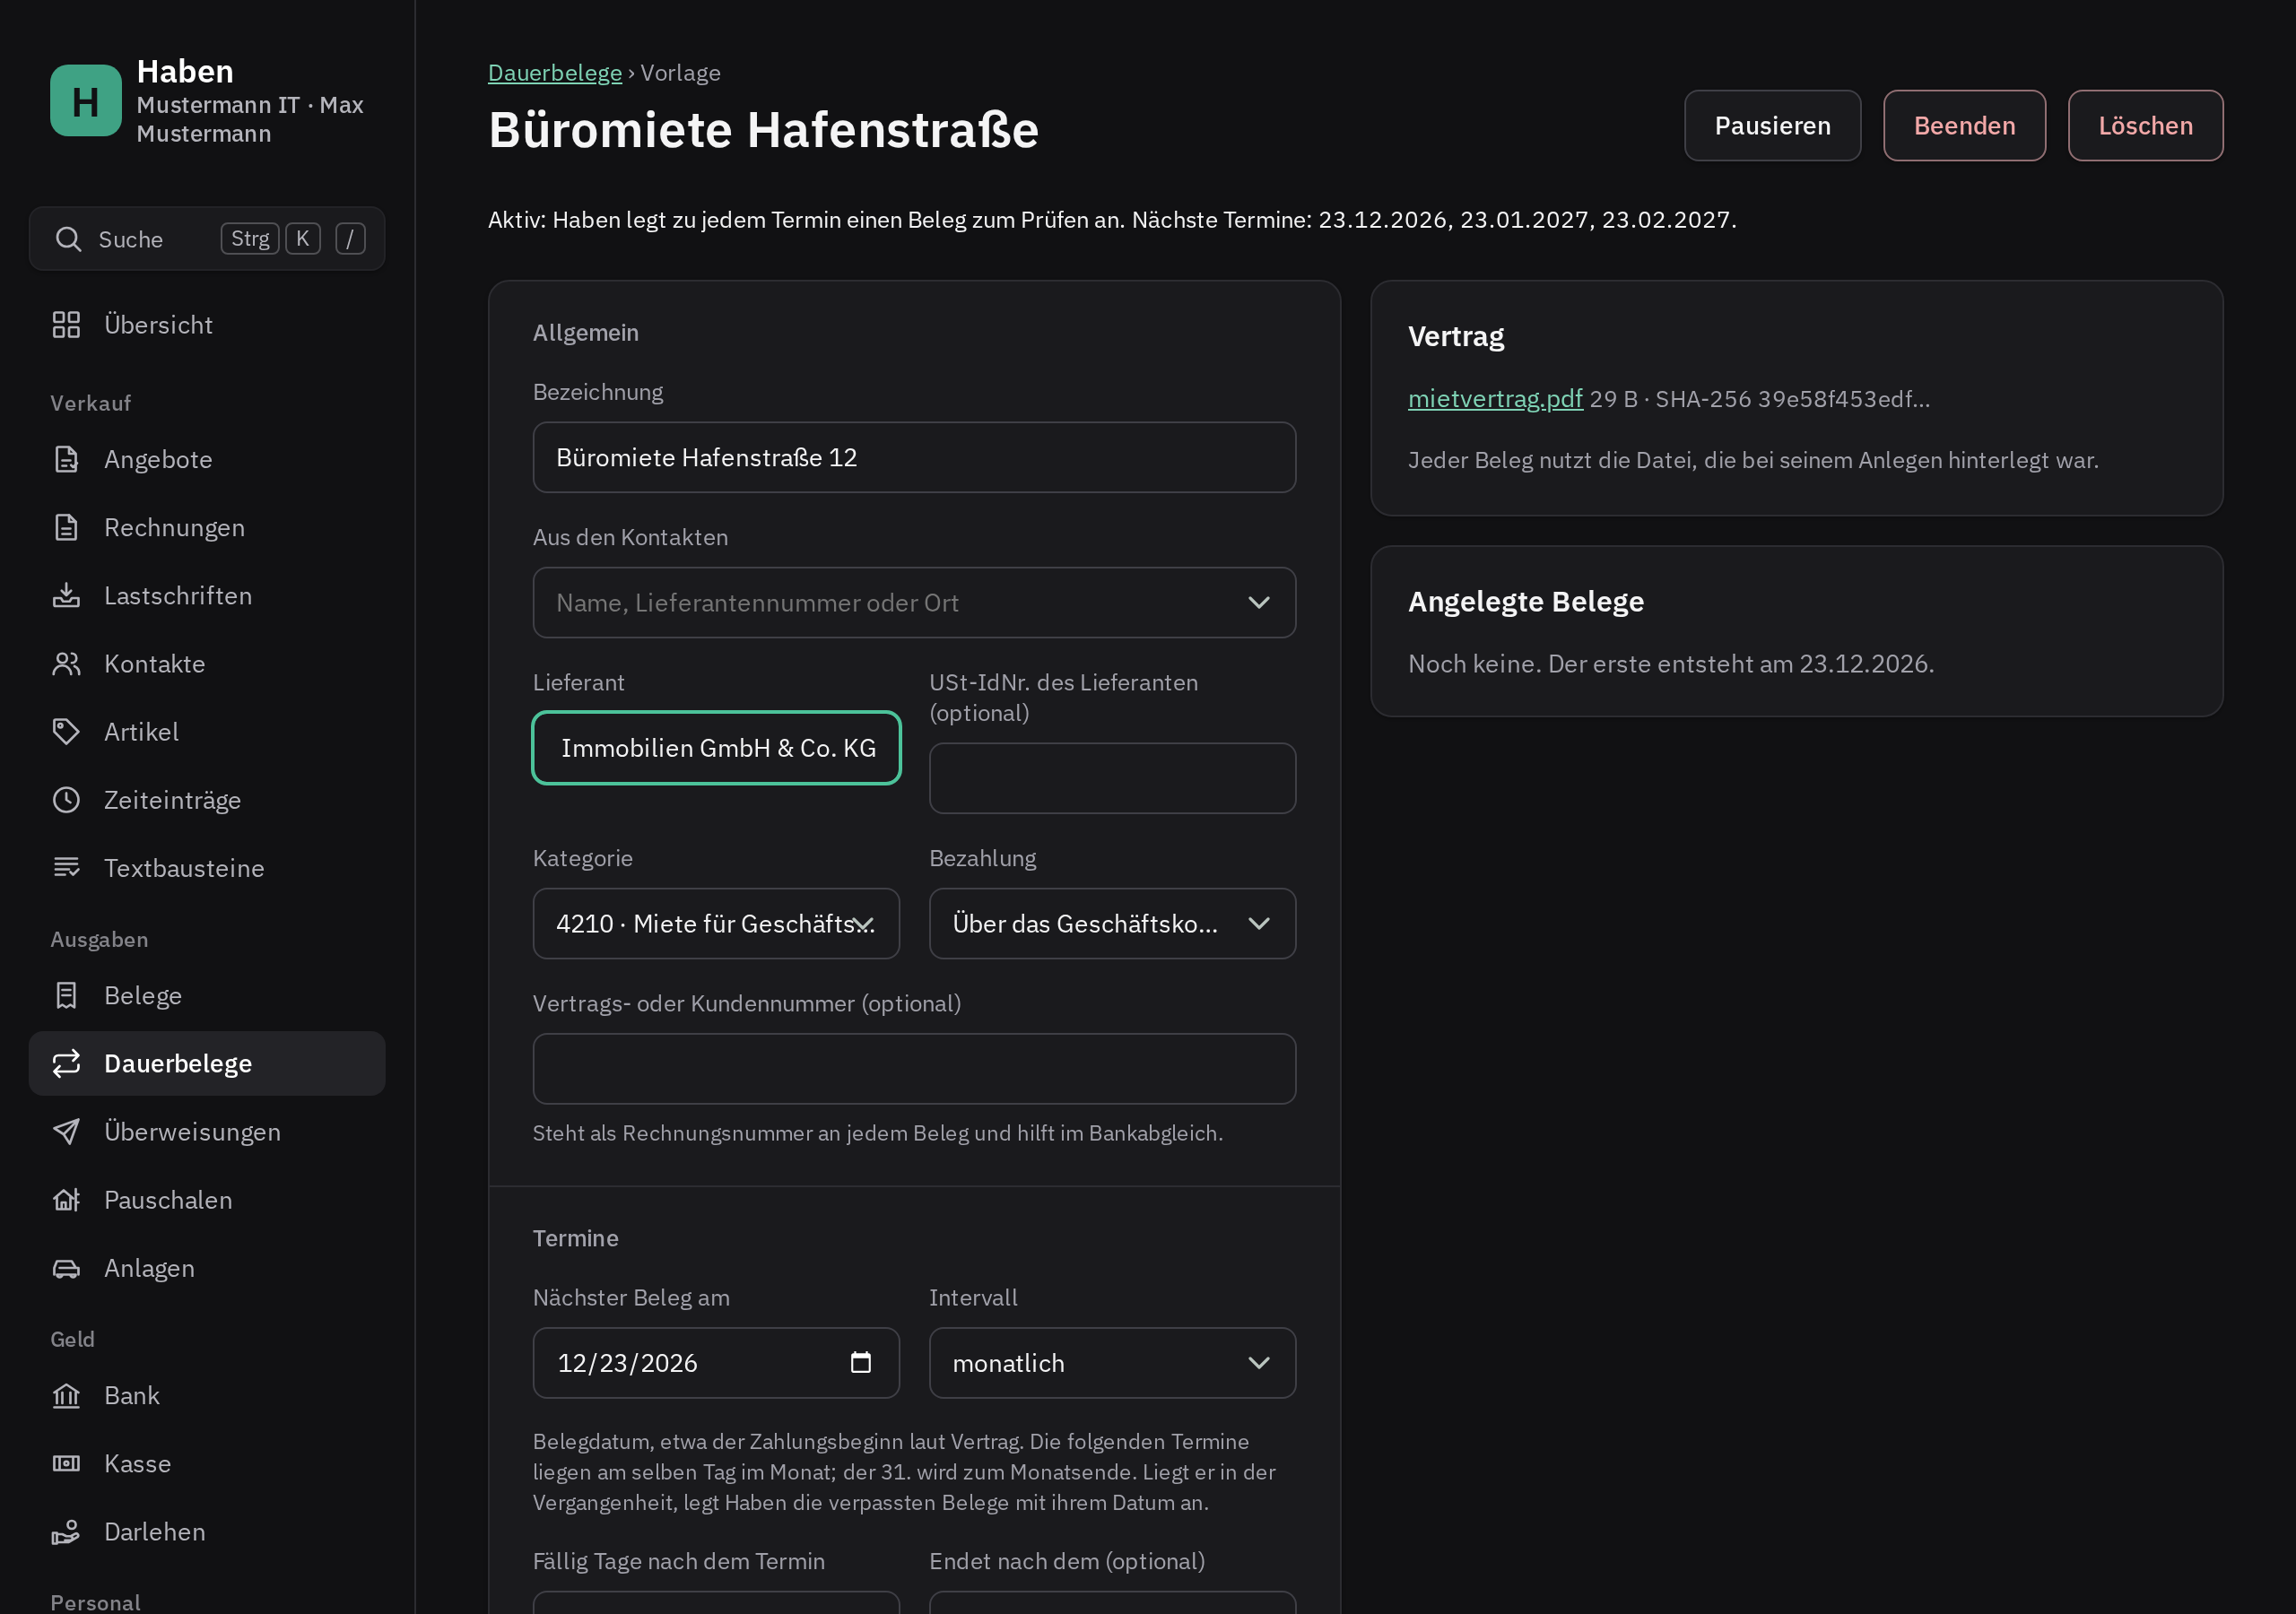 H
Haben
Mustermann IT · Max
Mustermann
Suche Strg K /
Übersicht
Verkauf
Angebote
Rechnungen
Lastschriften
Kontakte
Artikel
Zeiteinträge
Textbausteine
Ausgaben
Belege
Dauerbelege
Überweisungen
Pauschalen
Anlagen
Geld
Bank
Kasse
Darlehen
Personal
Dauerbelege › Vorlage
Büromiete Hafenstraße
Pausieren
Beenden
Löschen
Aktiv: Haben legt zu jedem Termin einen Beleg zum Prüfen an. Nächste Termine: 23.12.2026, 23.01.2027, 23.02.2027.
Allgemein
Bezeichnung
Büromiete Hafenstraße 12
Aus den Kontakten
Name, Lieferantennummer oder Ort
Lieferant
Immobilien GmbH & Co. KG
USt-IdNr. des Lieferanten
(optional)
Kategorie
4210 · Miete für Geschäfts…
Bezahlung
Über das Geschäftsko…
Vertrags- oder Kundennummer (optional)
Steht als Rechnungsnummer an jedem Beleg und hilft im Bankabgleich.
Termine
Nächster Beleg am
12/23/2026
Intervall
monatlich
Belegdatum, etwa der Zahlungsbeginn laut Vertrag. Die folgenden Termine
liegen am selben Tag im Monat; der 31. wird zum Monatsende. Liegt er in der
Vergangenheit, legt Haben die verpassten Belege mit ihrem Datum an.
Fällig Tage nach dem Termin
Endet nach dem (optional)
Vertrag
mietvertrag.pdf 29 B · SHA-256 39e58f453edf…
Jeder Beleg nutzt die Datei, die bei seinem Anlegen hinterlegt war.
Angelegte Belege
Noch keine. Der erste entsteht am 23.12.2026.